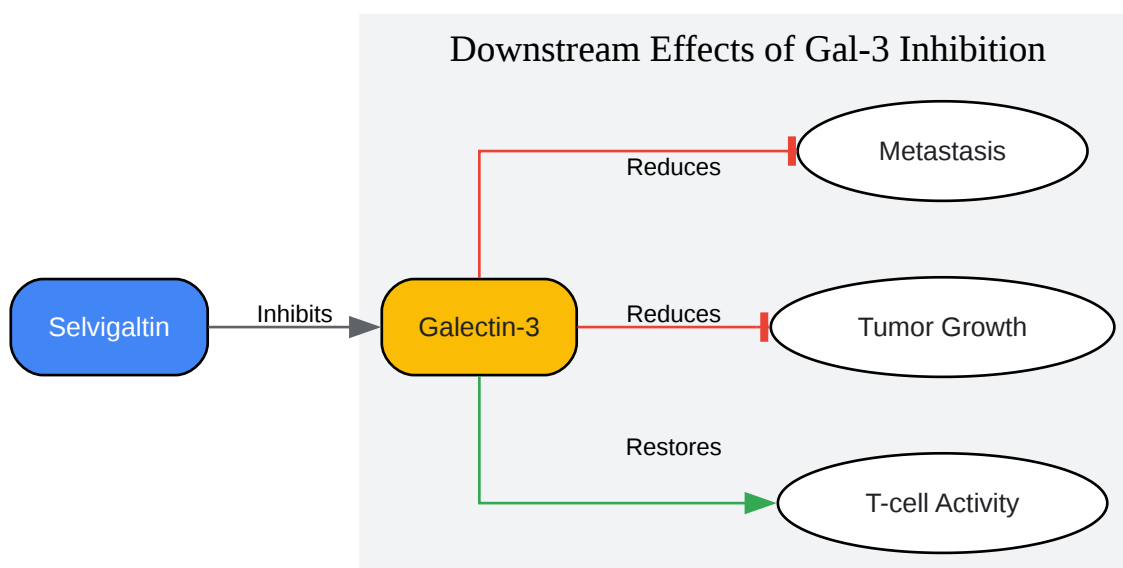 Downstream Effects of Gal-3 Inhibition
Metastasis
Reduces
Selvigaltin
Inhibits
Galectin-3
Reduces
Tumor Growth
Restores
T-cell Activity